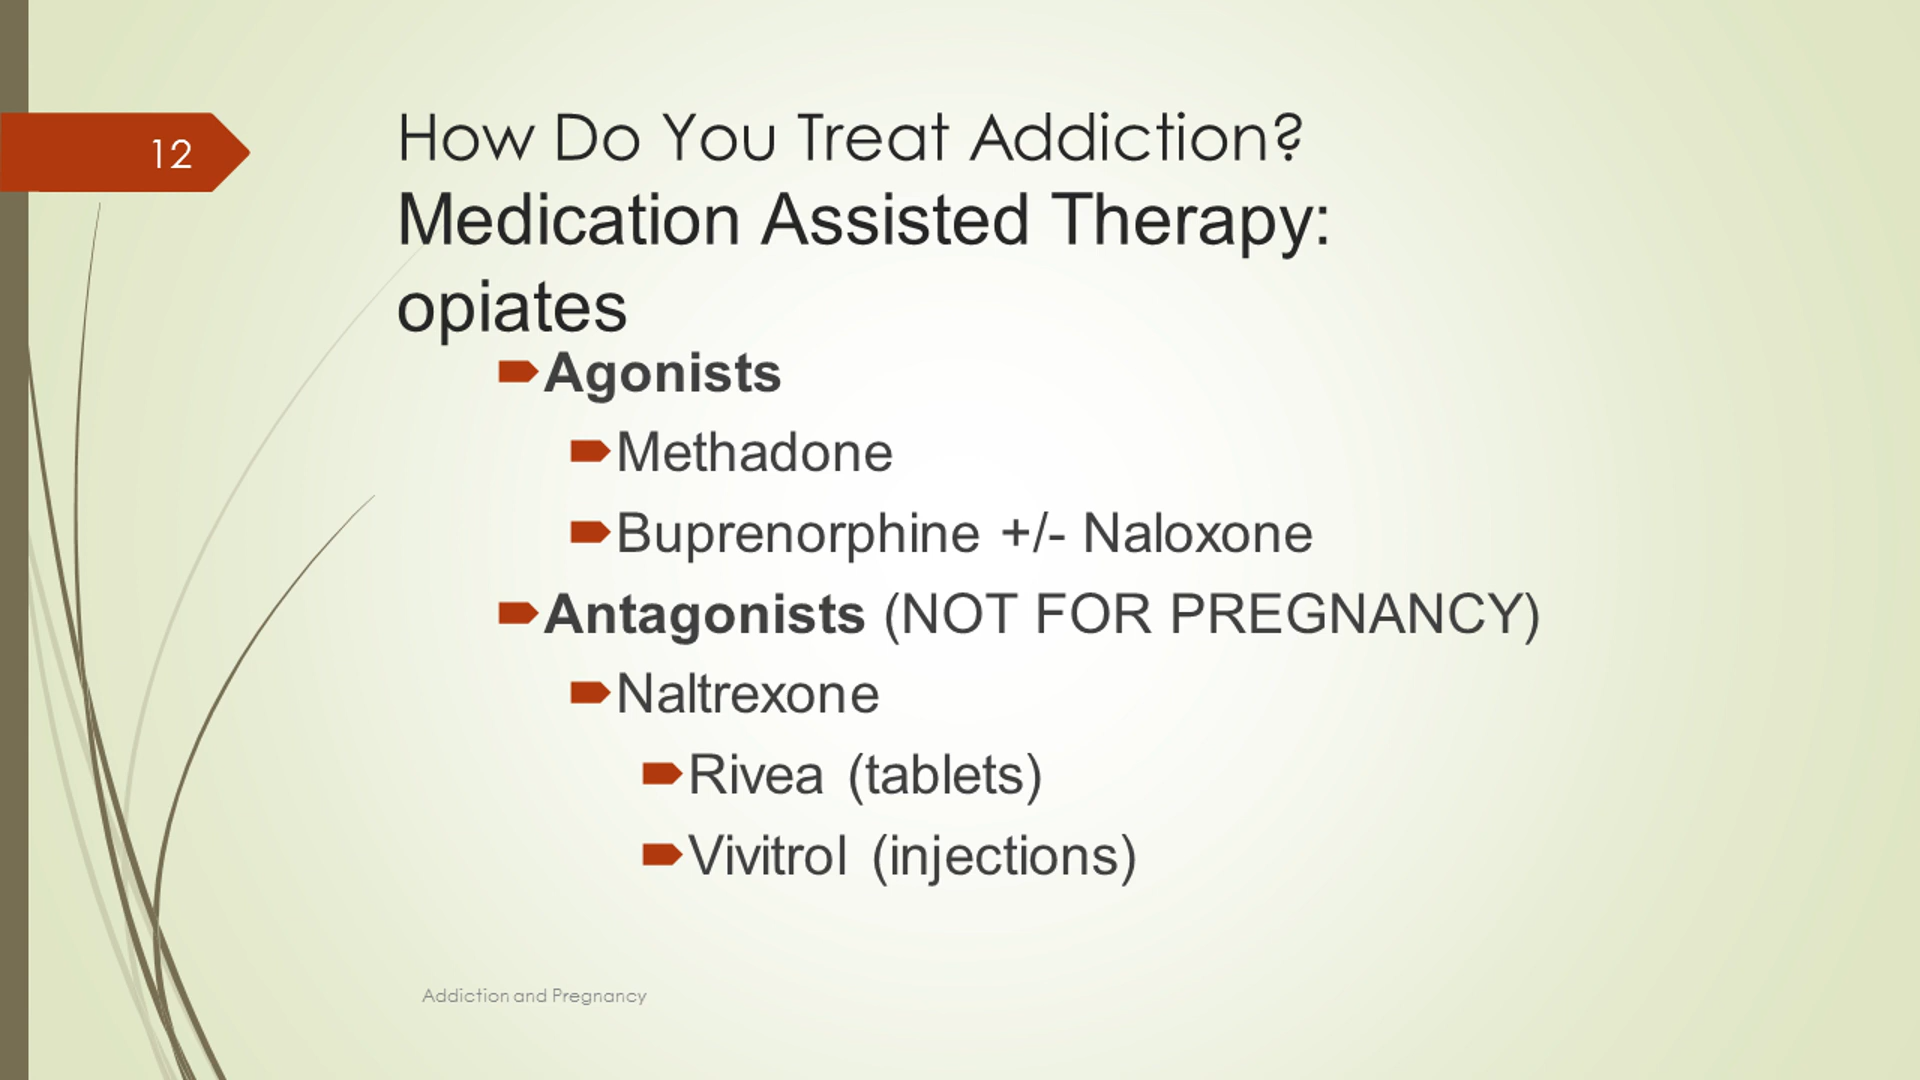 12
How Do You Treat Addiction?
Medication Assisted Therapy:
opiates
Agonists
Methadone
Buprenorphine +/- Naloxone
Antagonists (NOT FOR PREGNANCY)
Naltrexone
Rivea (tablets)
Vivitrol (injections)
Addiction and Pregnancy